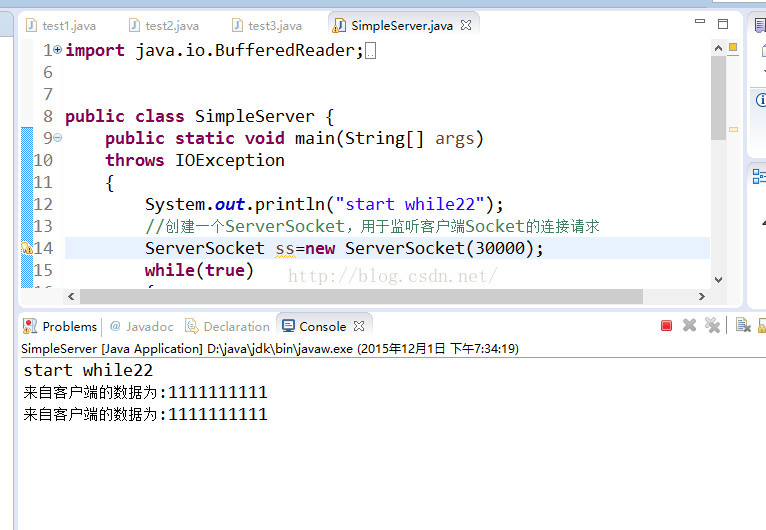 test1.java test2.java test3.java SimpleServer.java
1 import java.io.BufferedReader;
6
7
8 public class SimpleServer {
9 public static void main(String[] args)
10 throws IOException
11 {
12 System.out.println("start while22");
13 //创建一个ServerSocket，用于监听客户端Socket的连接请求
14 ServerSocket ss=new ServerSocket(30000);
15 while(true)
http://blog.csdn.net/
Problems @ Javadoc Declaration Console
SimpleServer [Java Application] D:\java\jdk\bin\javaw.exe (2015年12月1日 下午7:34:19)
start while22
来自客户端的数据为:1111111111
来自客户端的数据为:1111111111